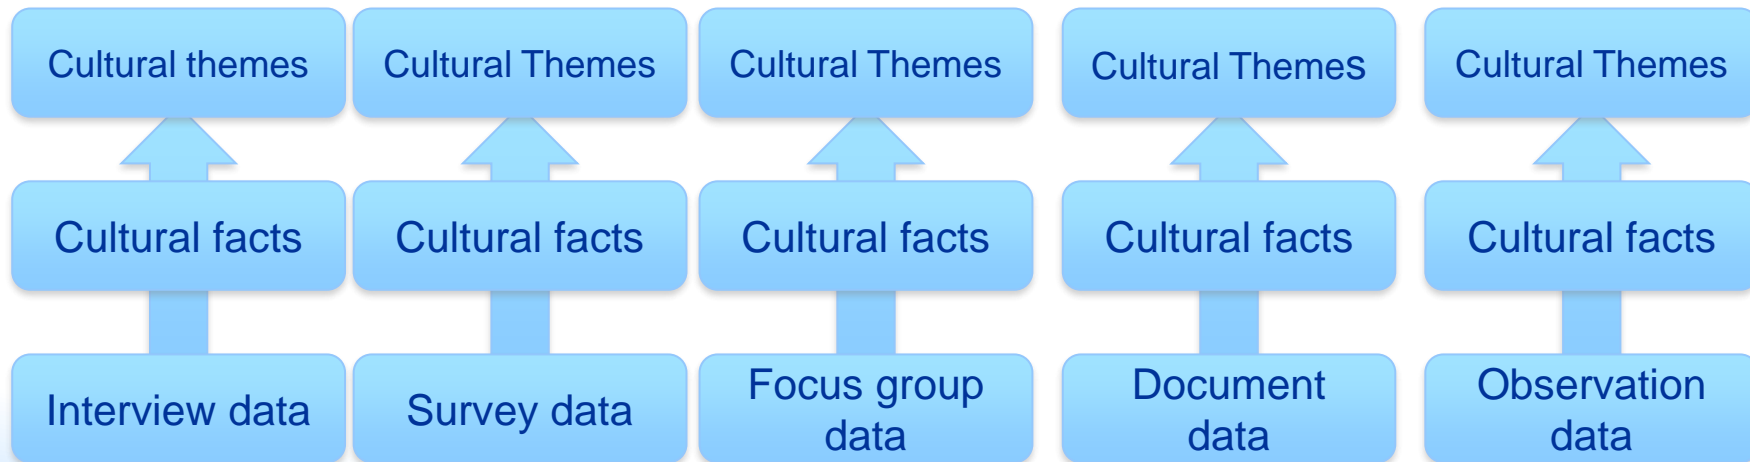 Cultural themes
Cultural Themes
Cultural Themes
Cultural Themes
Cultural Themes
Cultural facts
Cultural facts
Cultural facts
Cultural facts
Cultural facts
Interview data
Survey data
Focus group
data
Document
data
Observation
data